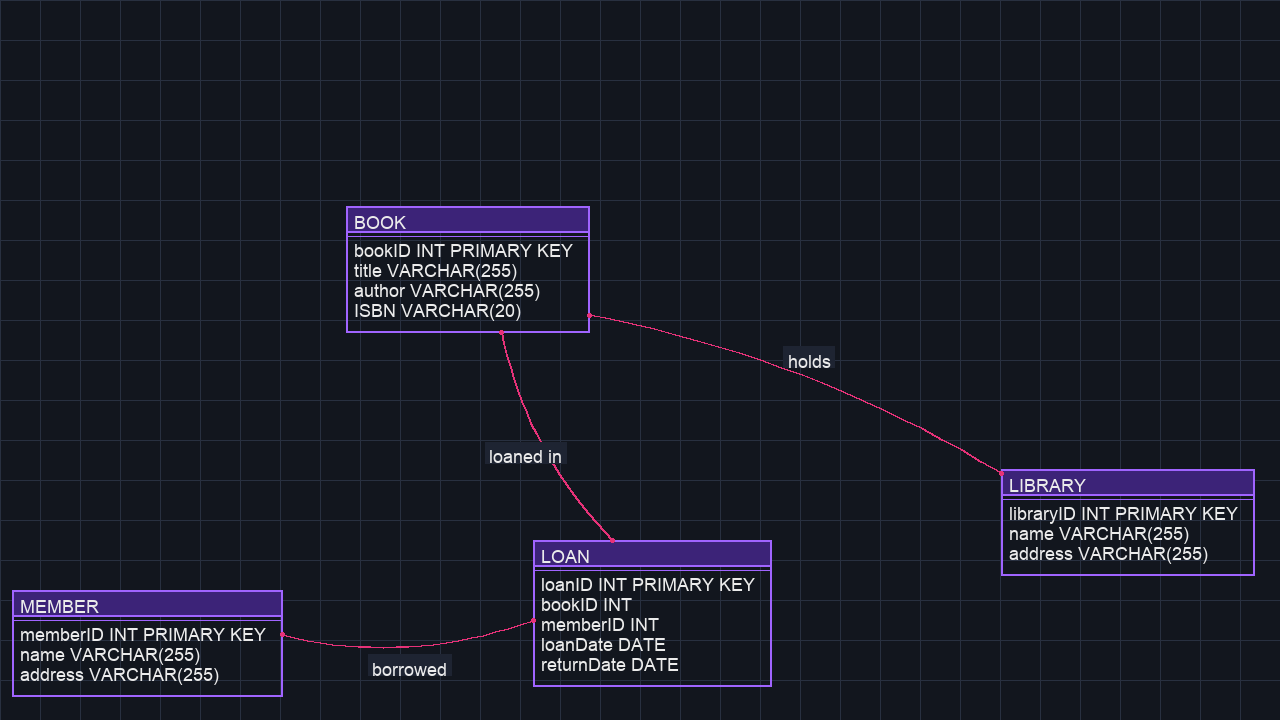 BOOK
bookID INT PRIMARY KEY
title VARCHAR(255)
author VARCHAR(255)
ISBN VARCHAR(20)
holds
loaned in
LIBRARY
libraryID INT PRIMARY KEY
name VARCHAR(255)
address VARCHAR(255)
LOAN
loanID INT PRIMARY KEY
bookID INT
memberID INT
loanDate DATE
returnDate DATE
MEMBER
memberID INT PRIMARY KEY
name VARCHAR(255)
address VARCHAR(255)
borrowed